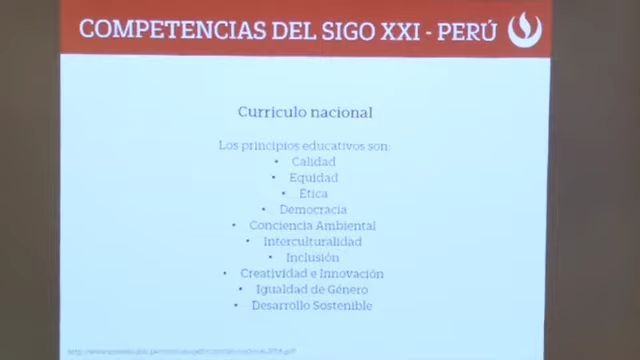 COMPETENCIAS DEL SIGO XXI - PERÚ
Currículo nacional
Los principios educativos son:
• Calidad
• Equidad
• Ética
• Democracia
• Conciencia Ambiental
• Interculturalidad
• Inclusión
• Creatividad e Innovación
• Igualdad de Género
• Desarrollo Sostenible